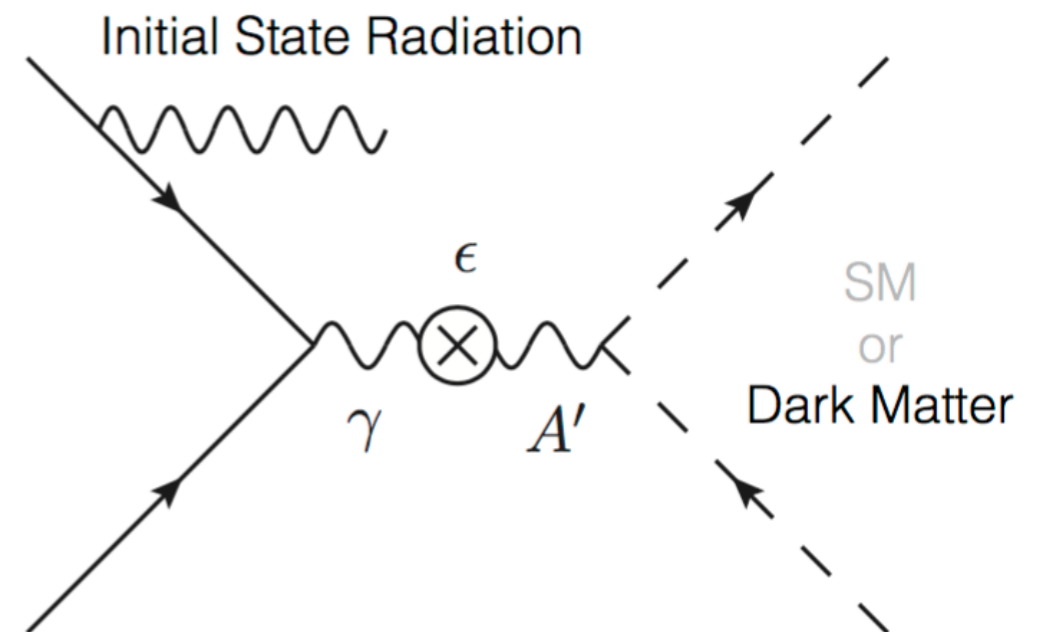 Initial State Radiation
ϵ
SM
or
Dark Matter
γ
A′